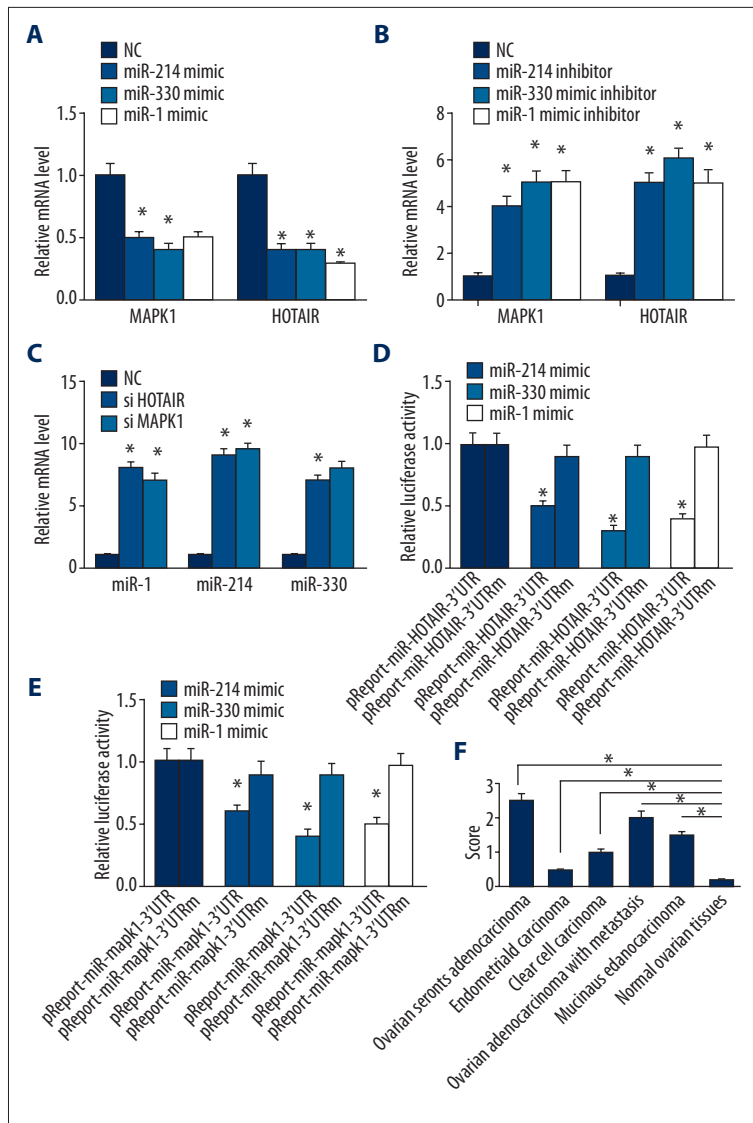 A
NC
miR-214 mimic
miR-330 mimic
miR-1 mimic
Relative mRNA level
1.5
1.0
0.5
0.0
* * * * *
MAPK1 HOTAIR
B
NC
miR-214 inhibitor
miR-330 mimic inhibitor
miR-1 mimic inhibitor
Relative mRNA level
8
6
4
2
0
* * * * * *
MAPK1 HOTAIR
C
NC
si HOTAIR
si MAPK1
Relative mRNA level
15
10
5
0
* * * * *
miR-1 miR-214 miR-330
D
miR-214 mimic
miR-330 mimic
miR-1 mimic
Relative luciferase activity
1.5
1.0
0.5
0.0
* * *
pReport-miR-HOTAIR-3'UTR
pReport-miR-HOTAIR-3'UTRm
pReport-miR-HOTAIR-3'UTR
pReport-miR-HOTAIR-3'UTRm
pReport-miR-HOTAIR-3'UTR
pReport-miR-HOTAIR-3'UTRm
pReport-miR-HOTAIR-3'UTR
pReport-miR-HOTAIR-3'UTRm
E
miR-214 mimic
miR-330 mimic
miR-1 mimic
Relative luciferase activity
1.5
1.0
0.5
0.0
* * *
pReport-miR-mapk1-3'UTR
pReport-miR-mapk1-3'UTRm
pReport-miR-mapk1-3'UTR
pReport-miR-mapk1-3'UTRm
pReport-miR-mapk1-3'UTR
pReport-miR-mapk1-3'UTRm
pReport-miR-mapk1-3'UTR
pReport-miR-mapk1-3'UTRm
F
Score
3
2
1
0
*
*
*
*
*
Ovarian seronts adenocarcinoma
Endometriald carcinoma
Clear cell carcinoma
Ovarian adenocarcinoma with metastasis
Mucinaus edanocarcinoma
Normal ovarian tissues